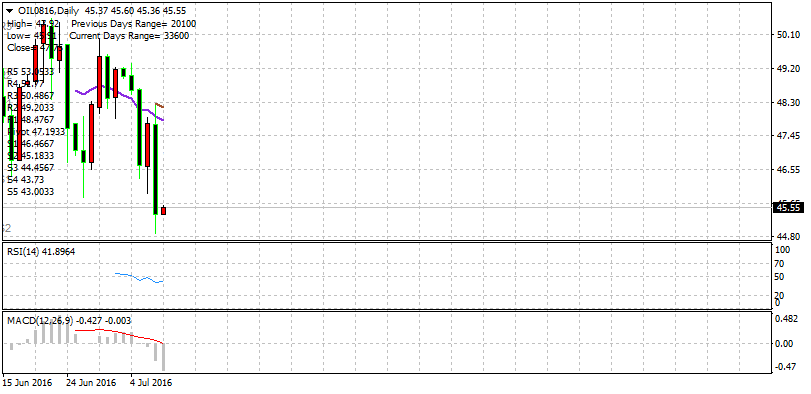 OIL0816,Daily 45.37 45.60 45.36 45.55
High= 47.92 Previous Days Range= 20100
Low= 45.91 Current Days Range= 33600
Close= 47.75
R5 53.0533
R4 51.77
R3 50.4867
R2 49.2033
R1 48.4767
Pivot 47.1933
S1 46.4667
S2 45.1833
S3 44.4567
S4 43.73
S5 43.0033
50.10
49.20
48.30
47.45
46.55
45.55
44.80
RSI(14) 41.8964
100
70
50
20
0
MACD(12,26,9) -0.427 -0.003
0.482
0.00
-0.47
15 Jun 2016 24 Jun 2016 4 Jul 2016